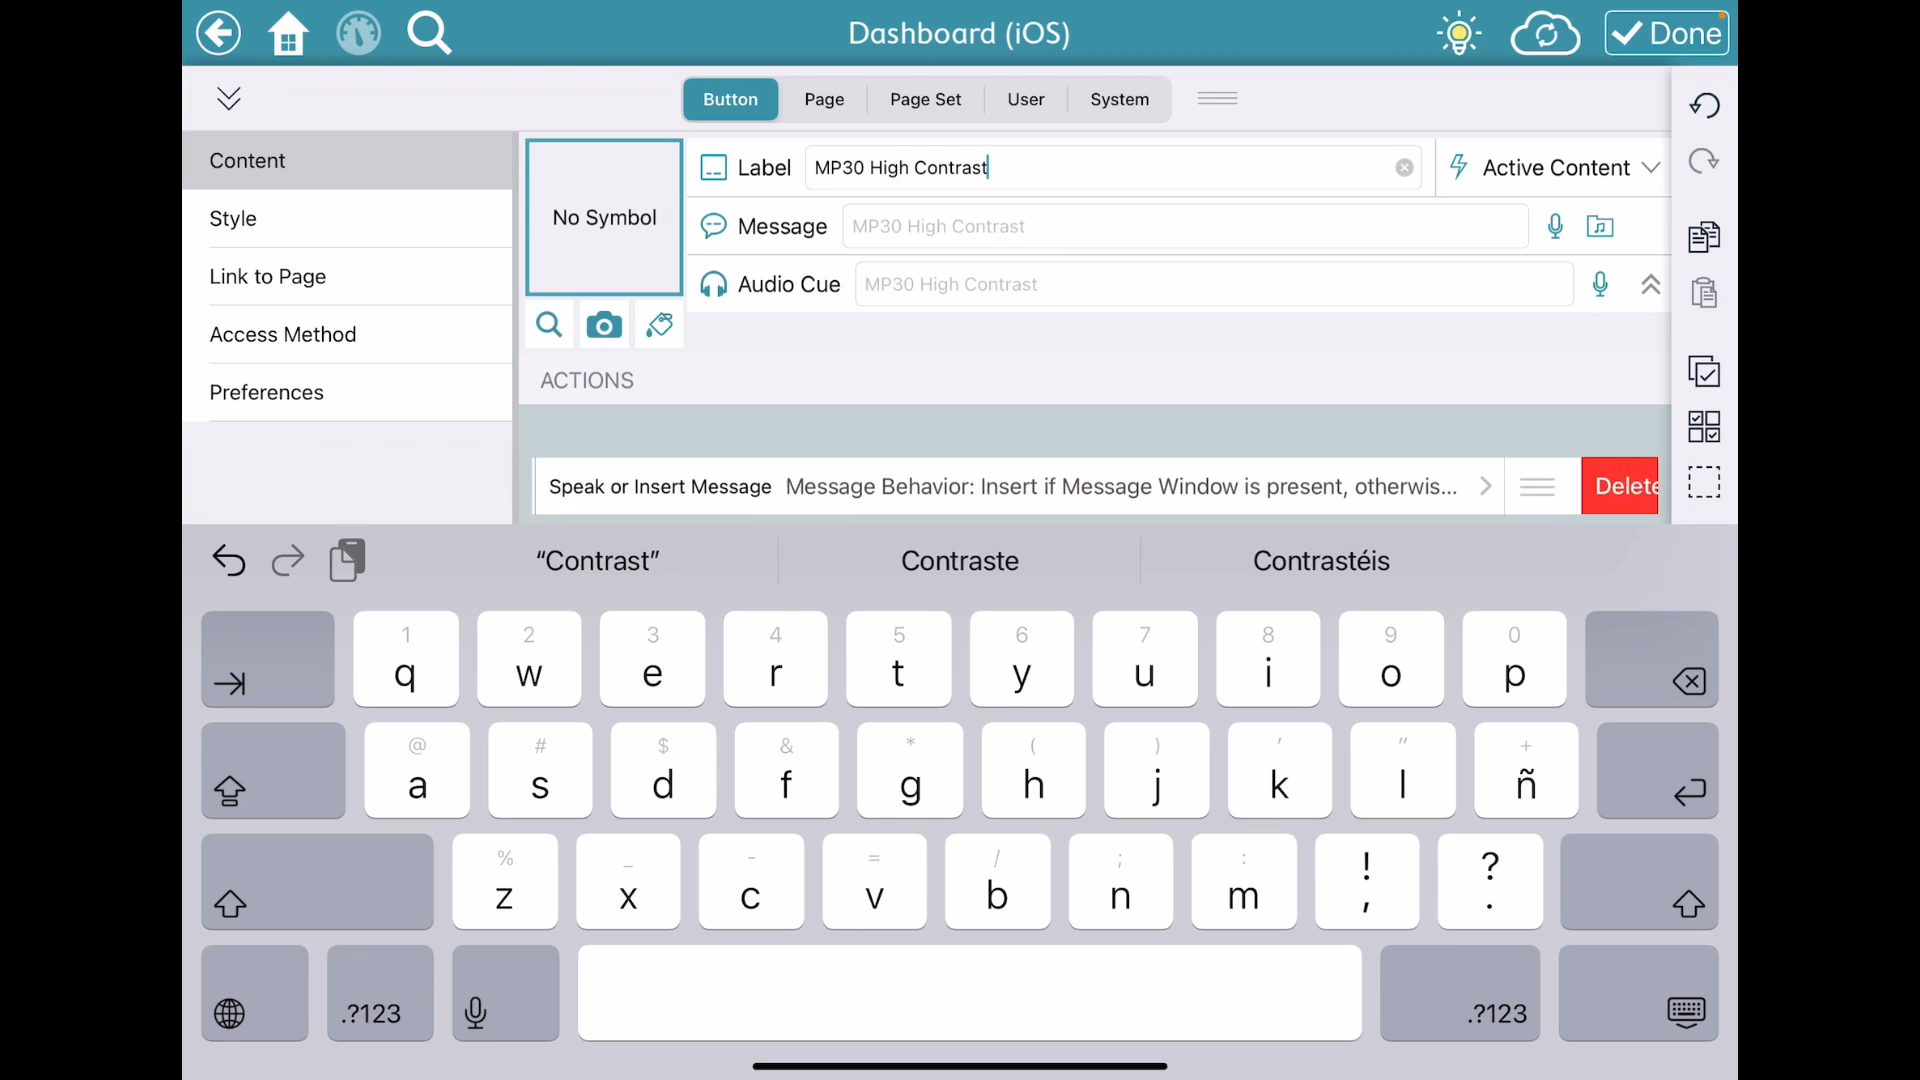 Dashboard (iOS)
Done
Button Page Page Set User System
Content
Style
Link to Page
Access Method
Preferences
No Symbol
Label MP30 High Contrast Active Content
Message MP30 High Contrast
Audio Cue MP30 High Contrast
ACTIONS
Speak or Insert Message Message Behavior: Insert if Message Window is present, otherwis... Delete
“Contrast” Contraste Contrastéis
1 2 3 4 5 6 7 8 9 0
q w e r t y u i o p
@ # $ & * ( ) ' " +
a s d f g h j k l ñ
% _ - = / ; : ! ?
z x c v b n m , .
.?123 .?123